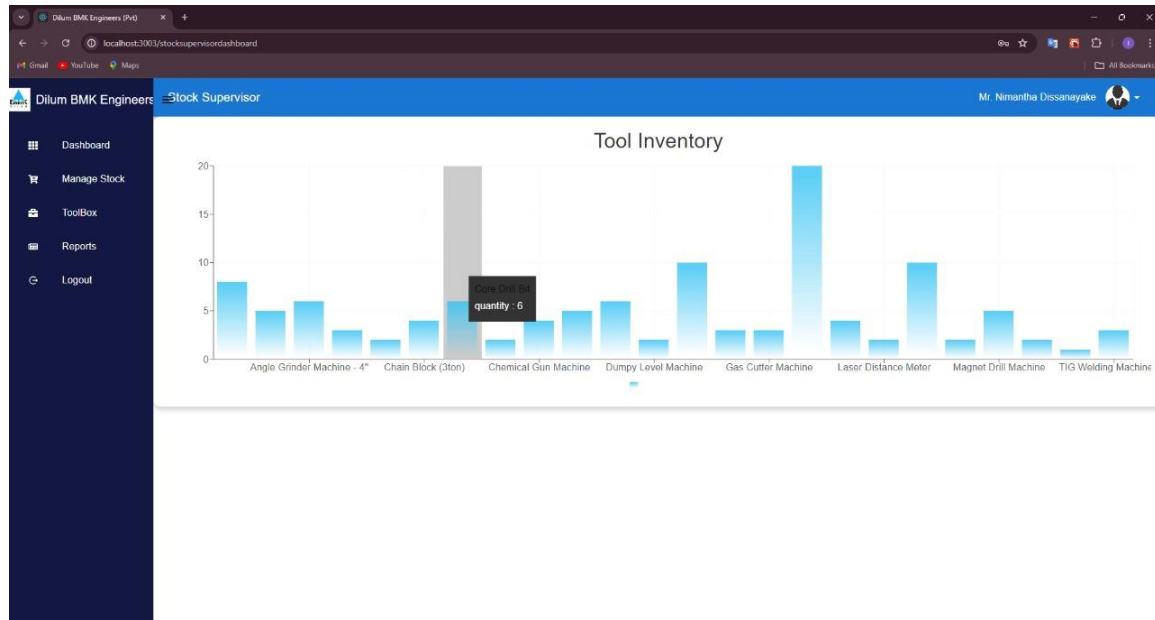 Dilum BMK Engineers (Pvt)
localhost:3003/stocksupervisordashboard
Gmail YouTube Maps All Bookmarks
Dilum BMK Engineers
Stock Supervisor
Mr. Nimantha Dissanayake
Dashboard
Manage Stock
ToolBox
Reports
Logout
Tool Inventory
20
15
10
5
0
Core Drill Bit
quantity : 6
Angle Grinder Machine - 4" Chain Block (3ton) Chemical Gun Machine Dumpy Level Machine Gas Cutter Machine Laser Distance Meter Magnet Drill Machine TIG Welding Machine